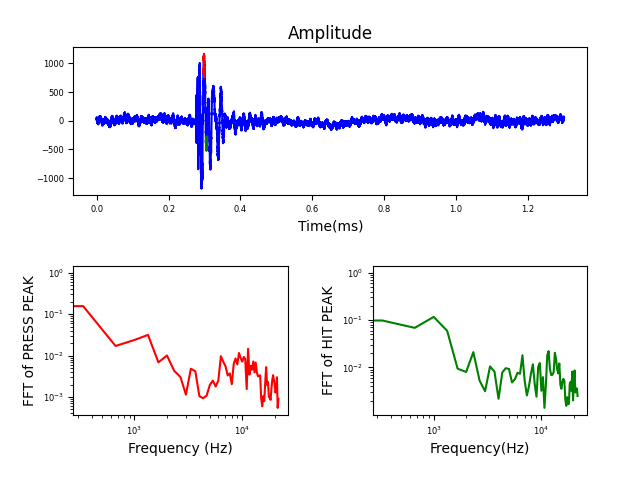 Amplitude
1000
500
0
−500
−1000
0.0 0.2 0.4 0.6 0.8 1.0 1.2
Time(ms)
FFT of PRESS PEAK
10⁰
10⁻¹
10⁻²
10⁻³
10³ 10⁴
Frequency (Hz)
FFT of HIT PEAK
10⁰
10⁻¹
10⁻²
10³ 10⁴
Frequency(Hz)